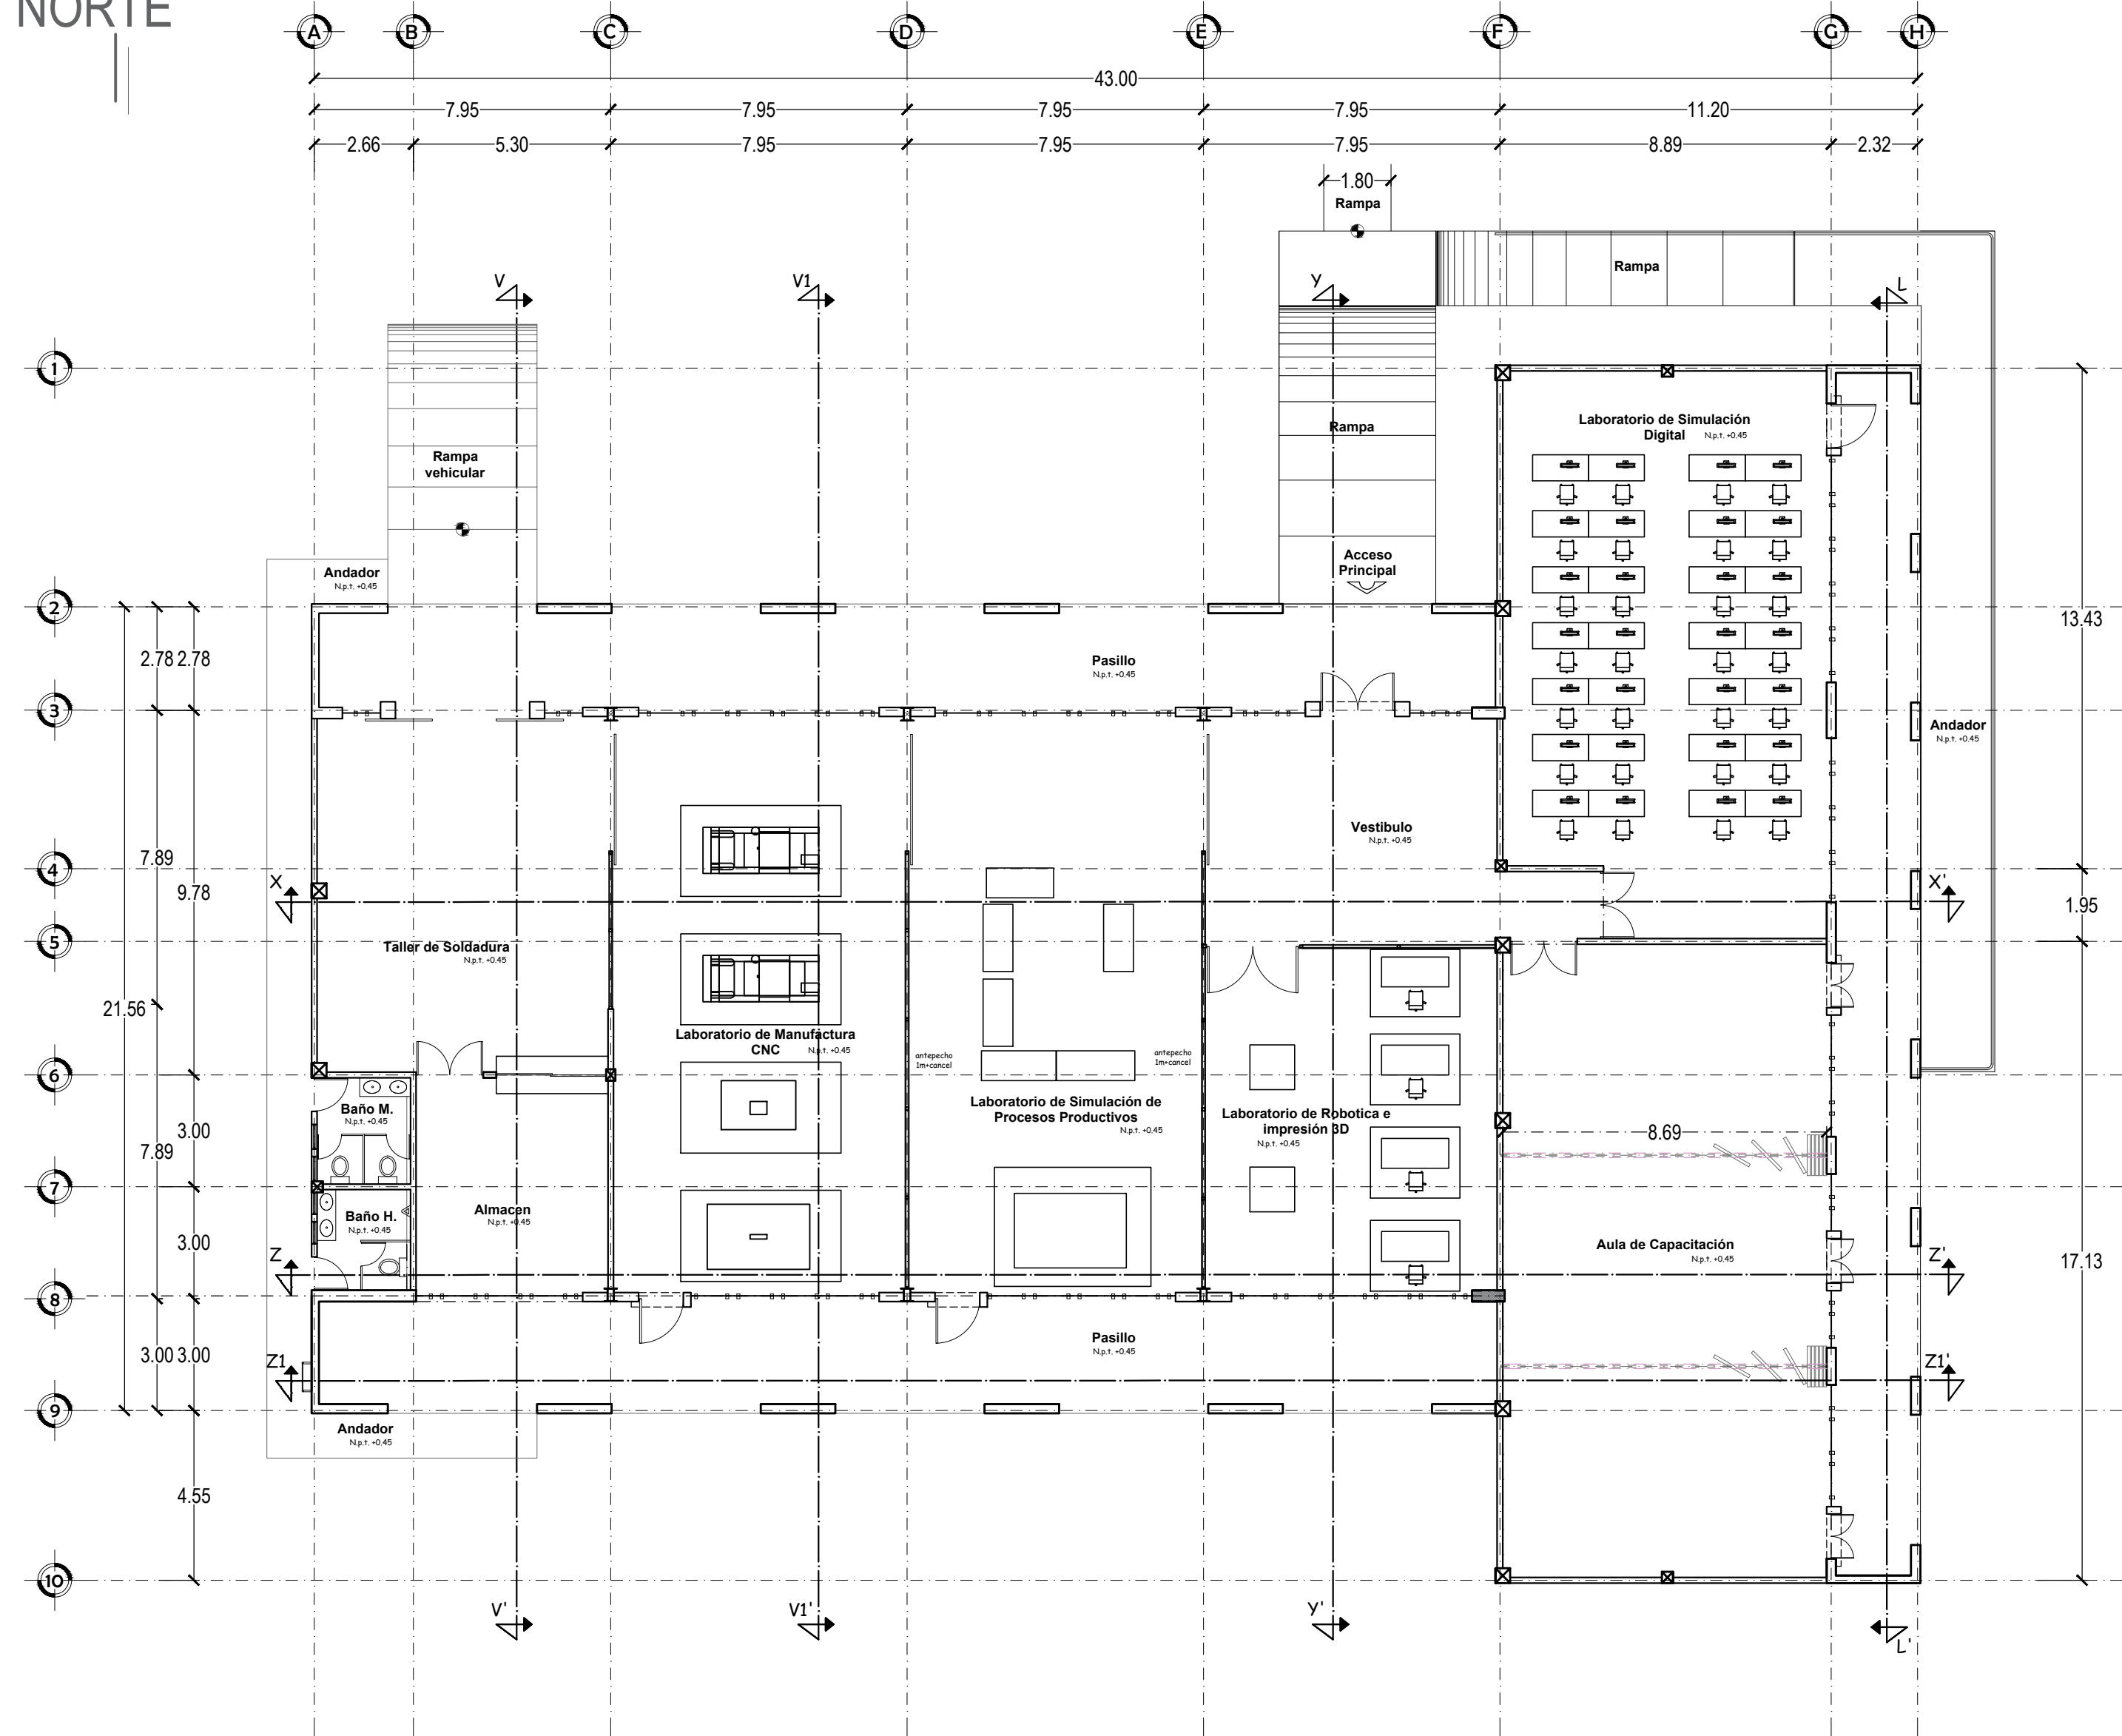 NORTE
A B C D E F G H
43.00
7.95 7.95 7.95 7.95 11.20
2.66 5.30 7.95 7.95 7.95 8.89 2.32
1.80
Rampa
Rampa
V V1 Y L
1
Laboratorio de Simulación
Digital N.p.t. +0.45
Rampa
Rampa
vehicular
Acceso
Principal
Andador
N.p.t. +0.45
2
13.43
2.78 2.78
Pasillo
N.p.t. +0.45
3
Andador
N.p.t. +0.45
Vestibulo
N.p.t. +0.45
7.89
4
9.78
X X'
1.95
5
Taller de Soldadura
N.p.t. +0.45
21.56
Laboratorio de Manufactura
CNC N.p.t. +0.45
antepecho
1m+cancel
antepecho
1m+cancel
6
Baño M.
N.p.t. +0.45
Laboratorio de Simulación de
Procesos Productivos
N.p.t. +0.45
Laboratorio de Robotica e
impresión 3D
N.p.t. +0.45
8.69
3.00
7.89
7
Baño H.
N.p.t. +0.45
Almacen
N.p.t. +0.45
3.00
Aula de Capacitación
N.p.t. +0.45
Z Z'
17.13
8
Pasillo
N.p.t. +0.45
3.00 3.00
Z1 Z1'
9
Andador
N.p.t. +0.45
4.55
10
V' V1' Y' L'